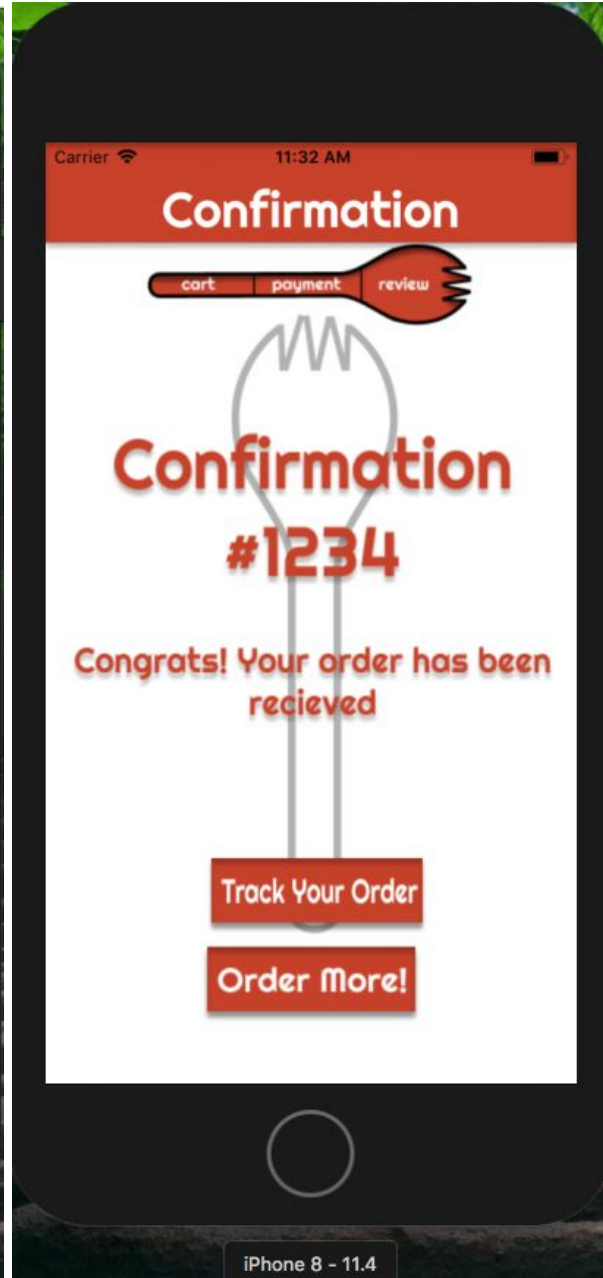 Carrier 11:32 AM
Confirmation
cart payment review
Confirmation
#1234
Congrats! Your order has been
recieved
Track Your Order
Order More!
iPhone 8 - 11.4